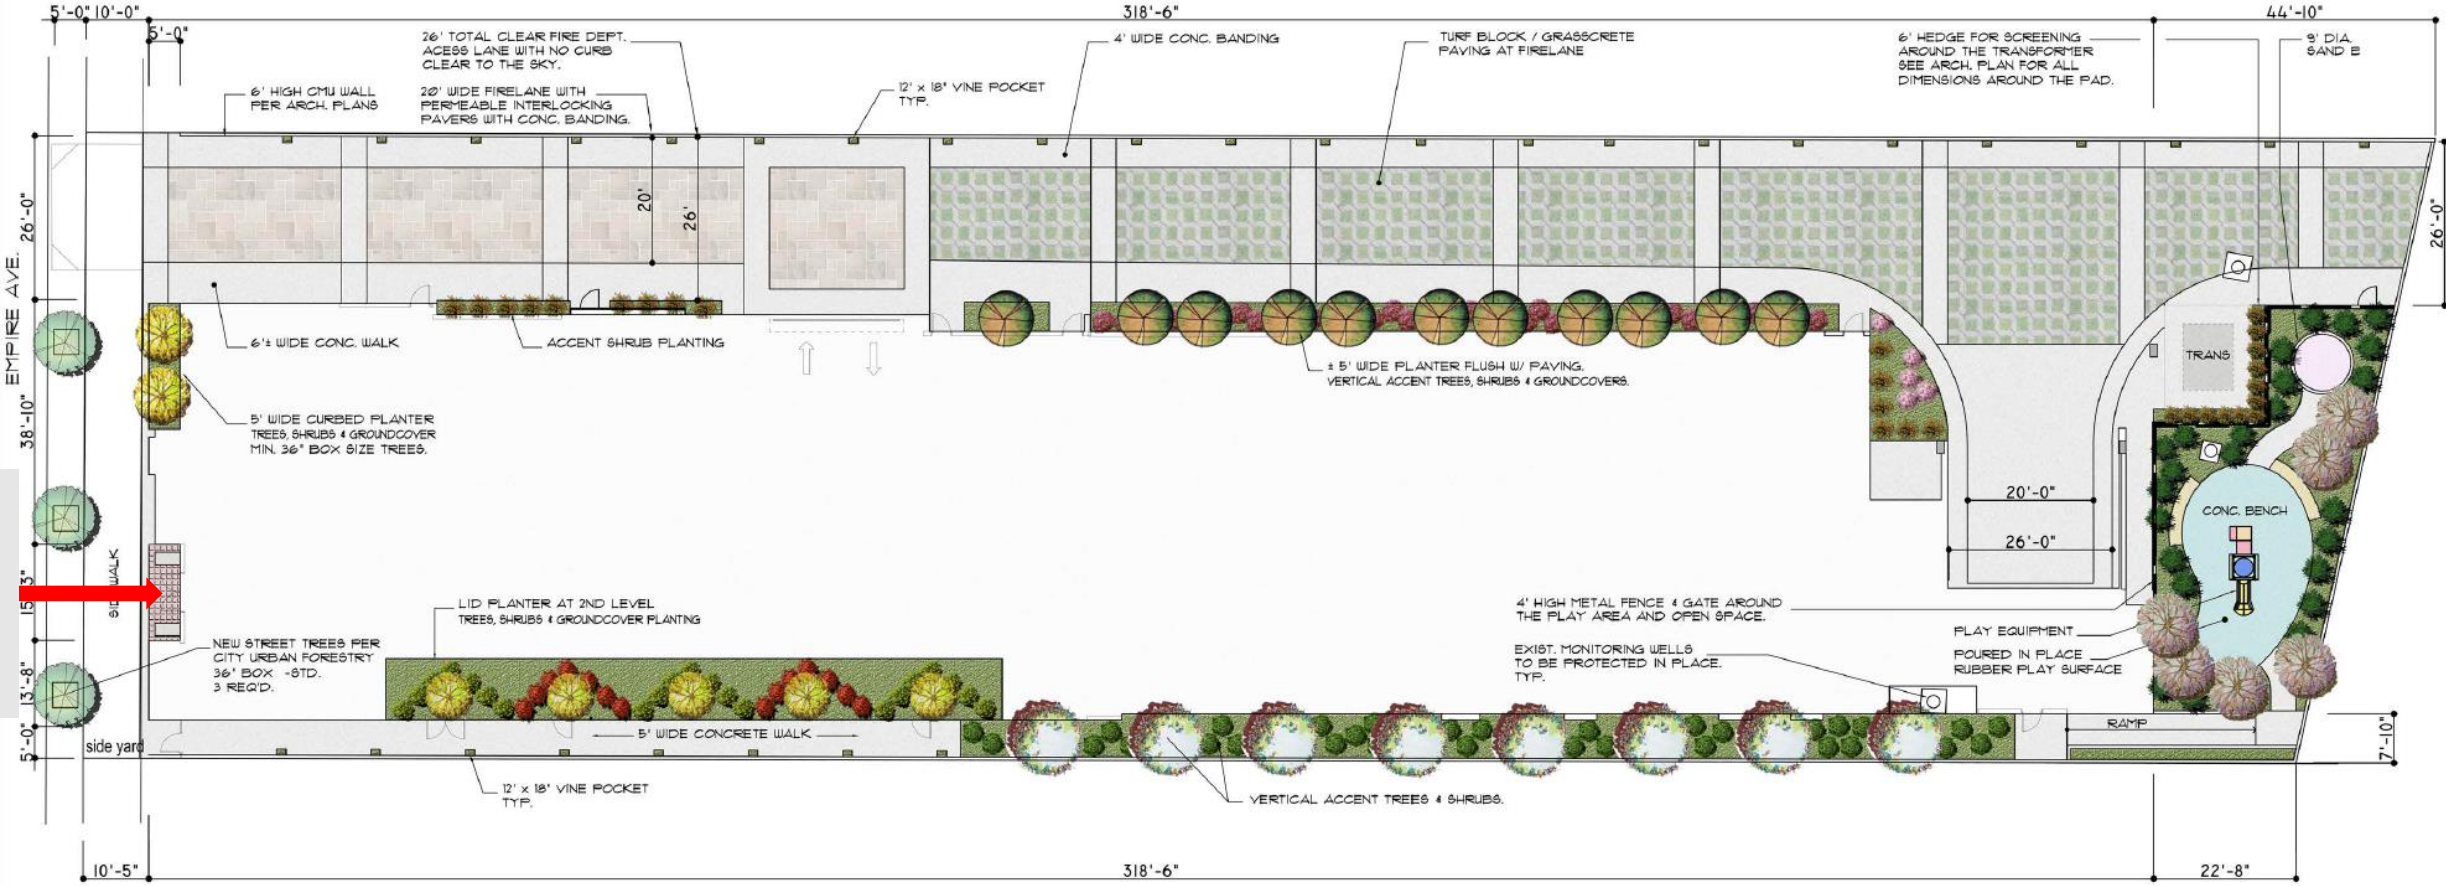 5'-0" 10'-0"
318'-6"
44'-10"
5'-0"
26' TOTAL CLEAR FIRE DEPT.
ACESS LANE WITH NO CURB
CLEAR TO THE SKY.
4' WIDE CONC. BANDING
TURF BLOCK / GRASSCRETE
PAVING AT FIRELANE
6' HEDGE FOR SCREENING
AROUND THE TRANSFORMER
SEE ARCH. PLAN FOR ALL
DIMENSIONS AROUND THE PAD.
9' DIA.
SAND B
6' HIGH CMU WALL
PER ARCH. PLANS
20' WIDE FIRELANE WITH
PERMEABLE INTERLOCKING
PAVERS WITH CONC. BANDING.
12" x 18" VINE POCKET
TYP.
26'-0"
20'
26'
26'-0"
EMPIRE AVE.
6'± WIDE CONC. WALK
ACCENT SHRUB PLANTING
± 5' WIDE PLANTER FLUSH W/ PAVING.
VERTICAL ACCENT TREES, SHRUBS & GROUNDCOVERS.
TRANS
38'-10"
5' WIDE CURBED PLANTER
TREES, SHRUBS & GROUNDCOVER
MIN. 36" BOX SIZE TREES.
20'-0"
CONC. BENCH
26'-0"
LID PLANTER AT 2ND LEVEL
TREES, SHRUBS & GROUNDCOVER PLANTING
4' HIGH METAL FENCE & GATE AROUND
THE PLAY AREA AND OPEN SPACE.
PLAY EQUIPMENT
POURED IN PLACE
RUBBER PLAY SURFACE
NEW STREET TREES PER
CITY URBAN FORESTRY
36" BOX -STD.
3 REQ'D.
EXIST. MONITORING WELLS
TO BE PROTECTED IN PLACE.
TYP.
13'-8"
5'-0"
side yard
5' WIDE CONCRETE WALK
RAMP
7'-10"
12" x 18" VINE POCKET
TYP.
VERTICAL ACCENT TREES & SHRUBS.
10'-5"
318'-6"
22'-8"